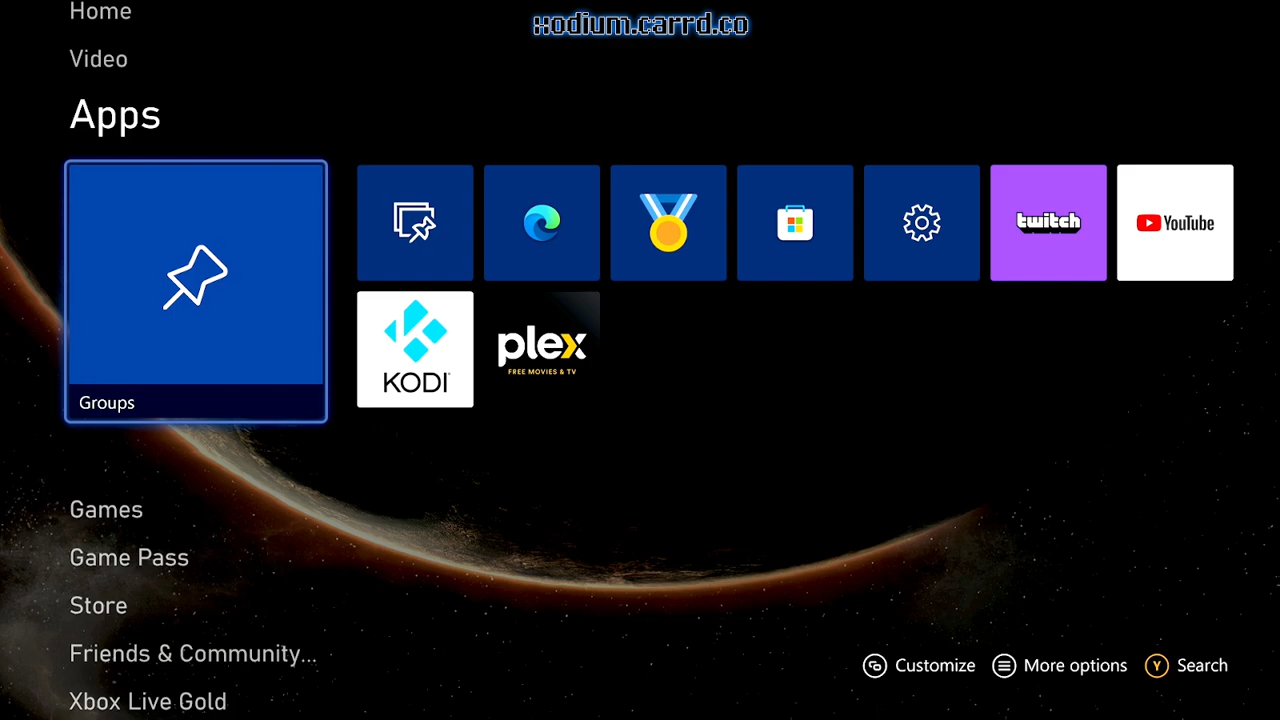 Home
xodium.carrd.co
Video
Apps
twitch
YouTube
KODI
plex
FREE MOVIES & TV
Groups
Games
Game Pass
Store
Friends & Community...
Customize
More options
Y
Search
Xbox Live Gold